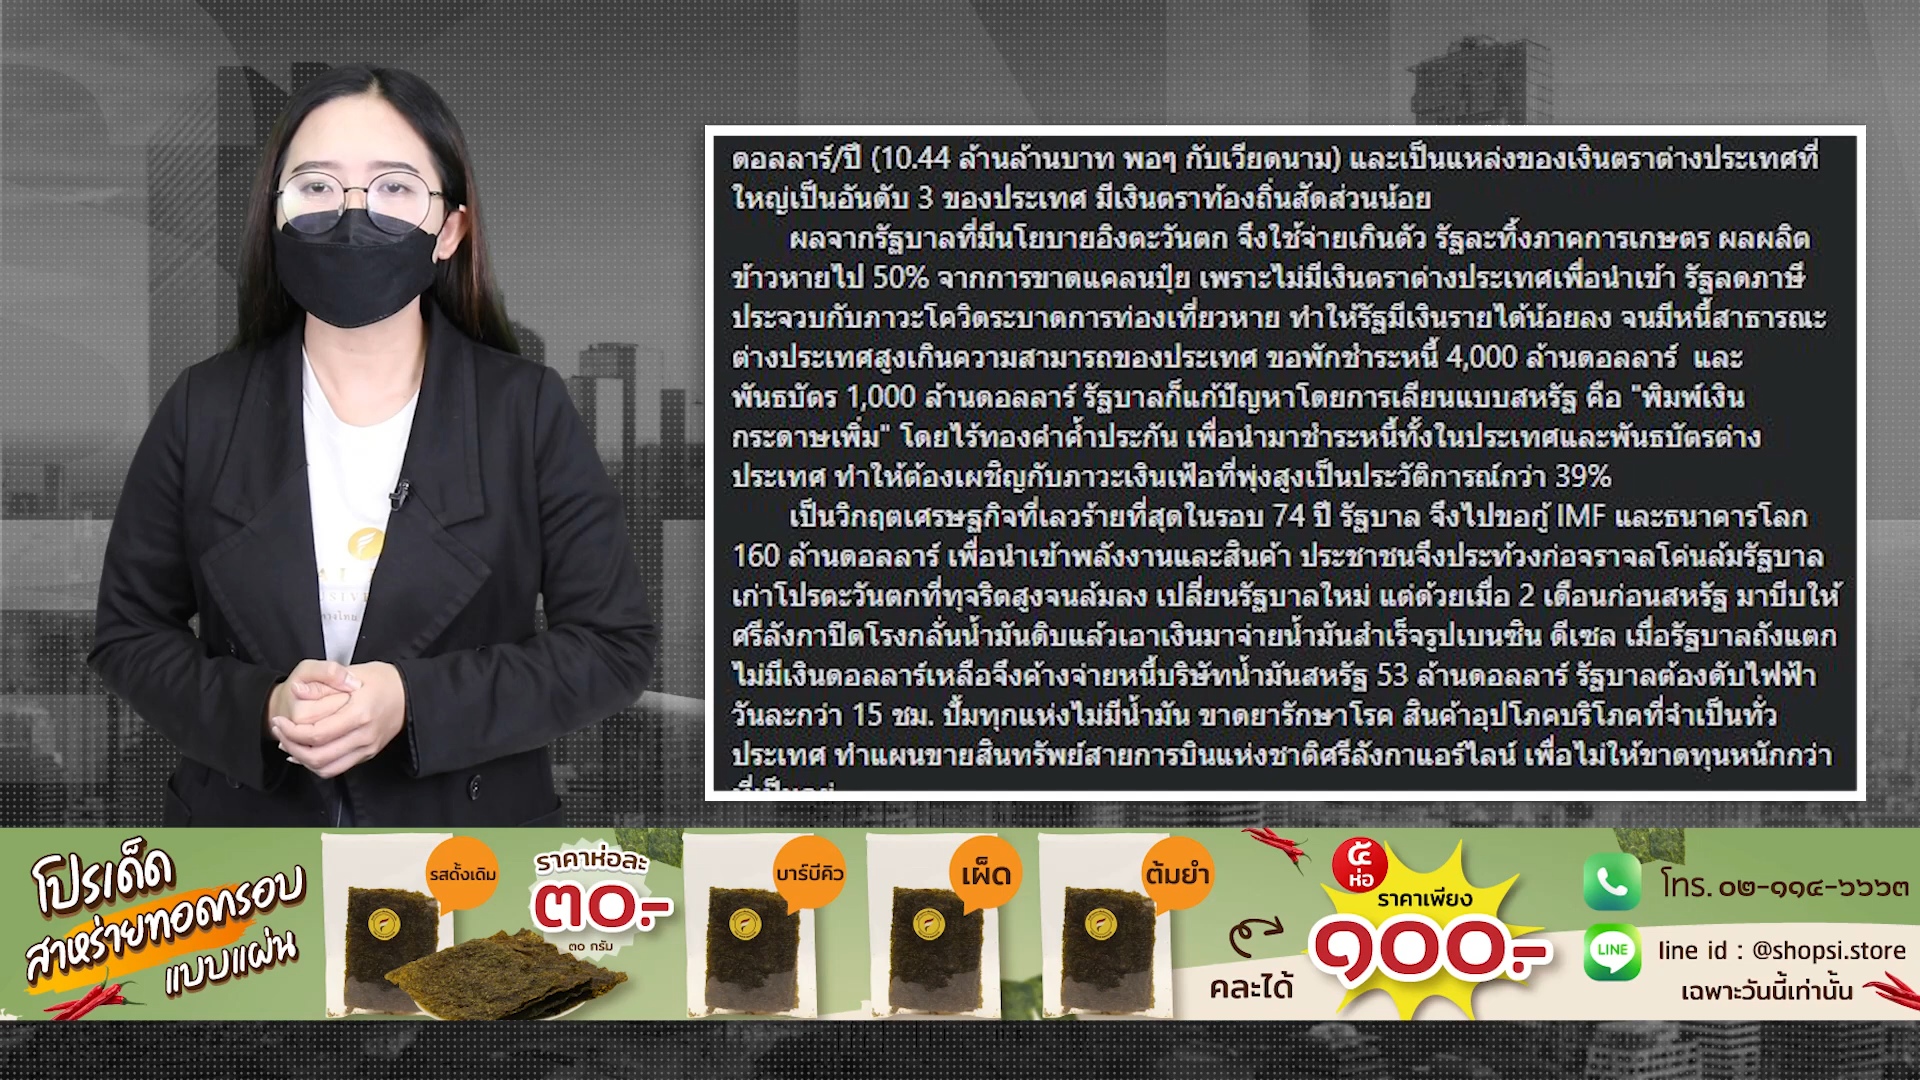 ดอลลาร์/ปี (10.44 ล้านล้านบาท พอๆ กับเวียดนาม) และเป็นแหล่งของเงินตราต่างประเทศที่
ใหญ่เป็นอันดับ 3 ของประเทศ มีเงินตราท้องถิ่นสัดส่วนน้อย
ผลจากรัฐบาลที่มีนโยบายอิงตะวันตก จึงใช้จ่ายเกินตัว รัฐละทิ้งภาคการเกษตร ผลผลิต
ข้าวหายไป 50% จากการขาดแคลนปุ๋ย เพราะไม่มีเงินตราต่างประเทศเพื่อนำเข้า รัฐลดภาษี
ประจวบกับภาวะโควิดระบาดการท่องเที่ยวหาย ทำให้รัฐมีเงินรายได้น้อยลง จนมีหนี้สาธารณะ
ต่างประเทศสูงเกินความสามารถของประเทศ ขอพักชำระหนี้ 4,000 ล้านดอลลาร์ และ
พันธบัตร 1,000 ล้านดอลลาร์ รัฐบาลก็แก้ปัญหาโดยการเลียนแบบสหรัฐ คือ "พิมพ์เงิน
กระดาษเพิ่ม" โดยไร้ทองคำค้ำประกัน เพื่อนำมาชำระหนี้ทั้งในประเทศและพันธบัตรต่าง
ประเทศ ทำให้ต้องเผชิญกับภาวะเงินเฟ้อที่พุ่งสูงเป็นประวัติการณ์กว่า 39%
เป็นวิกฤตเศรษฐกิจที่เลวร้ายที่สุดในรอบ 74 ปี รัฐบาล จึงไปขอกู้ IMF และธนาคารโลก
160 ล้านดอลลาร์ เพื่อนำเข้าพลังงานและสินค้า ประชาชนจึงประท้วงก่อจราจลโค่นล้มรัฐบาล
เก่าโปรตะวันตกที่ทุจริตสูงจนล้มลง เปลี่ยนรัฐบาลใหม่ แต่ด้วยเมื่อ 2 เดือนก่อนสหรัฐ มาบีบให้
ศรีลังกาปิดโรงกลั่นน้ำมันดิบแล้วเอาเงินมาจ่ายน้ำมันสำเร็จรูปเบนซิน ดีเซล เมื่อรัฐบาลถังแตก
ไม่มีเงินดอลลาร์เหลือจึงค้างจ่ายหนี้บริษัทน้ำมันสหรัฐ 53 ล้านดอลลาร์ รัฐบาลต้องดับไฟฟ้า
วันละกว่า 15 ชม. ปั๊มทุกแห่งไม่มีน้ำมัน ขาดยารักษาโรค สินค้าอุปโภคบริโภคที่จำเป็นทั่ว
ประเทศ ทำแผนขายสินทรัพย์สายการบินแห่งชาติศรีลังกาแอร์ไลน์ เพื่อไม่ให้ขาดทุนหนักกว่า
โปรเด็ด
สาหร่ายทอดกรอบ
แบบแผ่น
รสดั้งเดิม
ราคาห่อละ
๓๐.-
๓๐ กรัม
บาร์บีคิว
เผ็ด
ต้มยำ
คละได้
๕
ห่อ
ราคาเพียง
๑๐๐.-
โทร. ๐๒-๑๑๔-๖๖๖๓
LINE
line id : @shopsi.store
เฉพาะวันนี้เท่านั้น